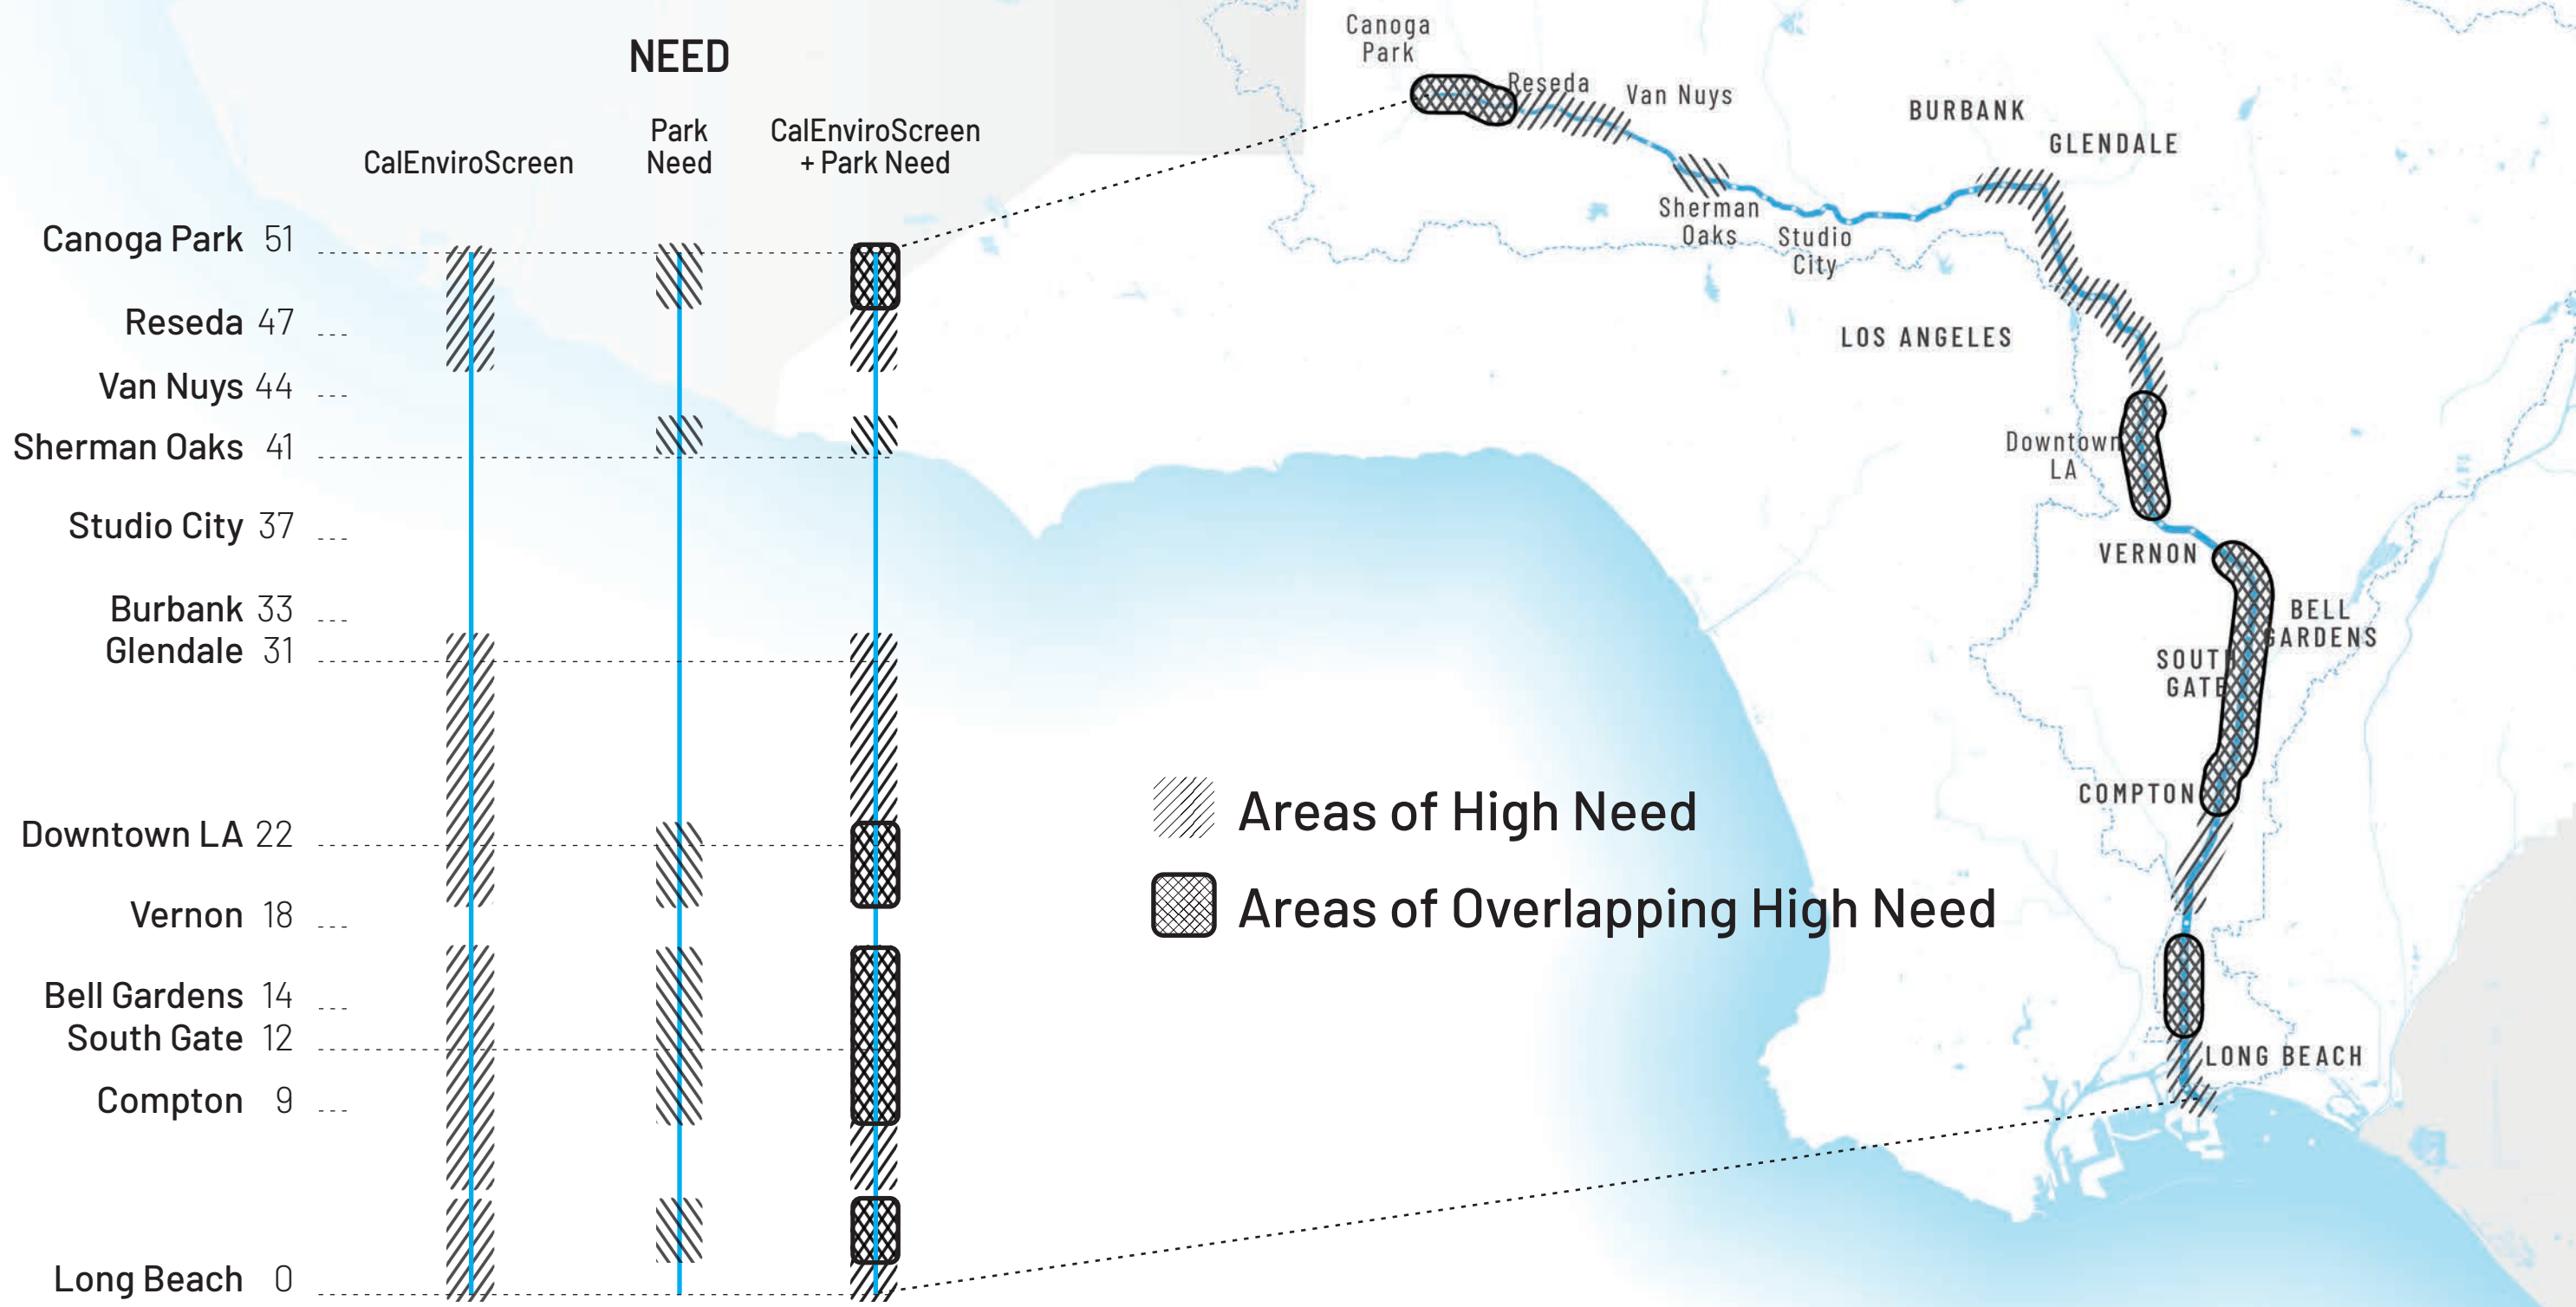 NEED
CalEnviroScreen
Park
Need
CalEnviroScreen
+ Park Need
Canoga Park 51
Reseda 47
Van Nuys 44
Sherman Oaks 41
Studio City 37
Burbank 33
Glendale 31
Downtown LA 22
Vernon 18
Bell Gardens 14
South Gate 12
Compton 9
Long Beach 0
Areas of High Need
Areas of Overlapping High Need
Canoga
Park
Reseda
Van Nuys
BURBANK
GLENDALE
Sherman
Oaks
Studio
City
LOS ANGELES
Downtown
LA
VERNON
BELL
GARDENS
SOUTH
GATE
COMPTON
LONG BEACH